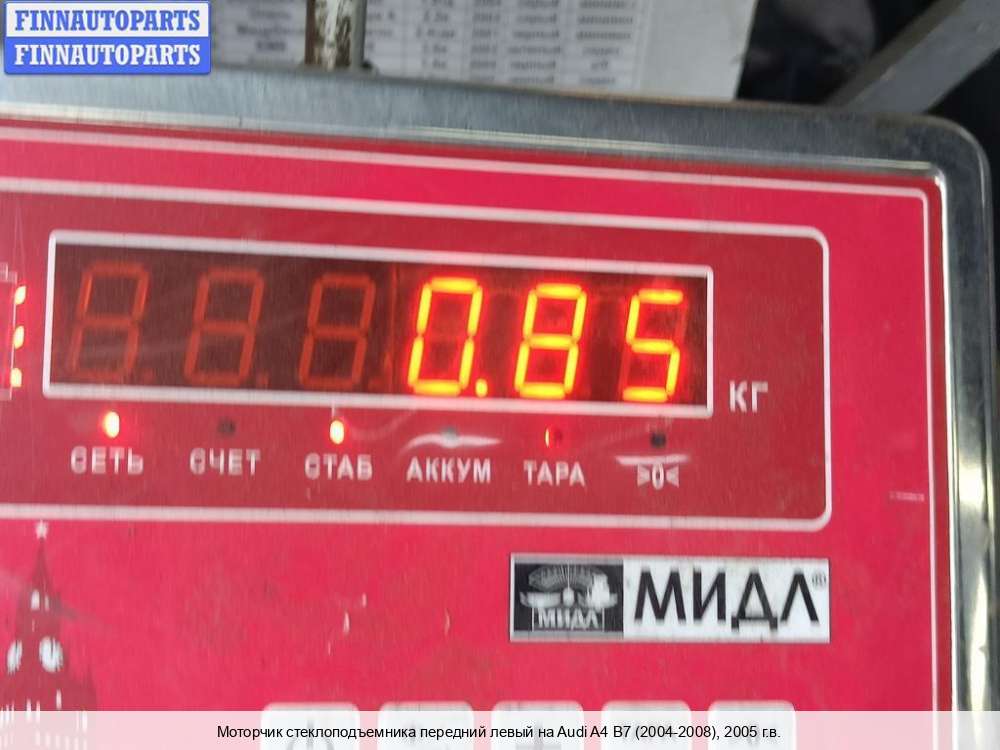 FINNAUTOPARTS
FINNAUTOPARTS
0.85
КГ
СЕТЬ СЧЕТ СТАБ АККУМ ТАРА >0<
МИДЛ МИДЛ®
Моторчик стеклоподъемника передний левый на Audi A4 B7 (2004-2008), 2005 г.в.